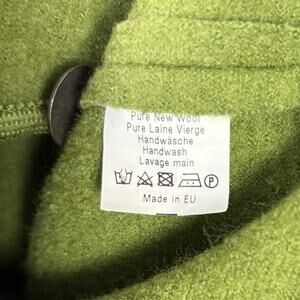 Pure New Wool
Pure Laine Vierge
Handwäsche
Handwash
Lavage main
P
Made in EU